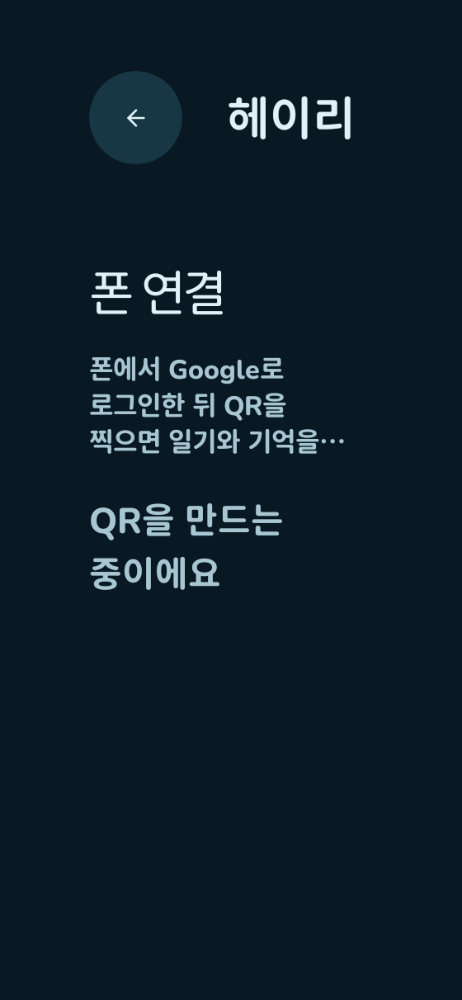 헤이리
폰 연결
폰에서 Google로
로그인한 뒤 QR을
찍으면 일기와 기억을…
QR을 만드는
중이에요